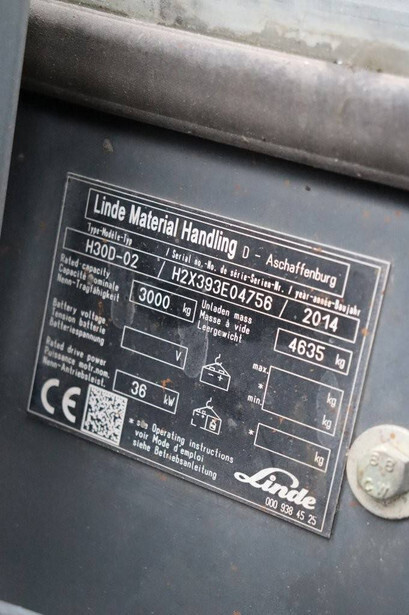 Linde Material Handling D - Aschaffenburg
Type-Modèle-Typ / Serial no.-No. de série-Serien-Nr. / year-année-Baujahr
H30D-02 / H2X393E04756 / 2014
Rated capacity
Capacité nominale
Nenn-Tragfähigkeit
3000 kg
Unladen mass
Masse à vide
Leergewicht
4635 kg
Battery voltage
Tension batterie
Batteriespannung
V
max.
* kg
min.
kg
Rated drive power
Puissance motr.nom.
Nenn-Antriebsleist.
36 kW
* kg
CE
* see Operating instructions
voir Mode d'emploi
siehe Betriebsanleitung
Linde
000 938 45 25
8.8